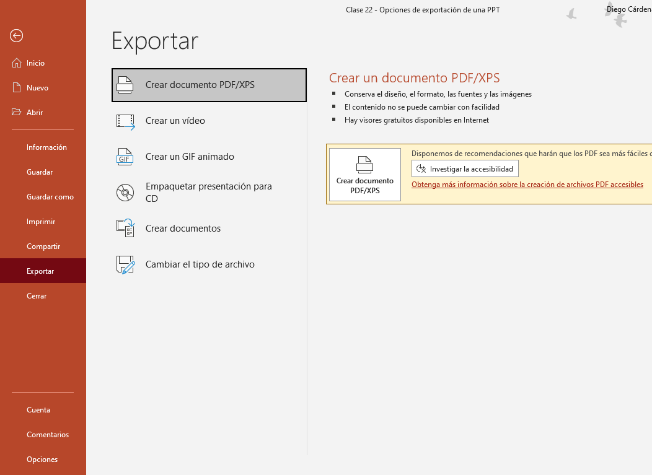 Clase 22 - Opciones de exportación de una PPT
Diego Cárden
Exportar
Inicio
Nuevo
Abrir
Información
Guardar
Guardar como
Imprimir
Compartir
Exportar
Cerrar
Cuenta
Comentarios
Opciones
Crear documento PDF/XPS
Crear un vídeo
GIF
Crear un GIF animado
Empaquetar presentación para
CD
Crear documentos
Cambiar el tipo de archivo
Crear un documento PDF/XPS
Conserva el diseño, el formato, las fuentes y las imágenes
El contenido no se puede cambiar con facilidad
Hay visores gratuitos disponibles en Internet
Crear documento
PDF/XPS
Disponemos de recomendaciones que harán que los PDF sea más fáciles
Investigar la accesibilidad
Obtenga más información sobre la creación de archivos PDF accesibles